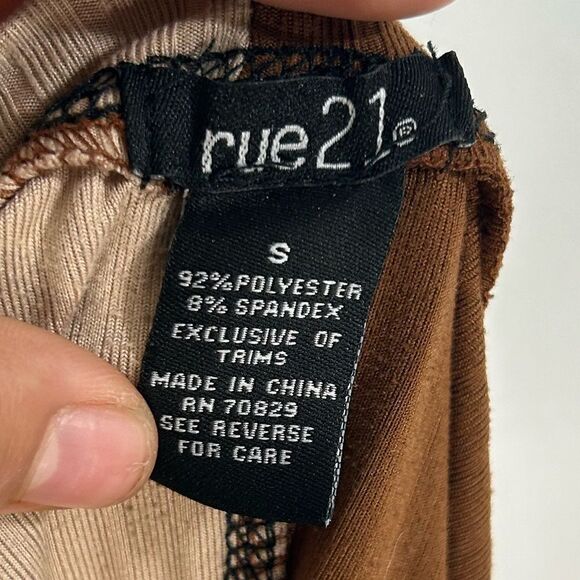 rue21®
S
92% POLYESTER
8% SPANDEX
EXCLUSIVE OF
TRIMS
MADE IN CHINA
RN 70829
SEE REVERSE
FOR CARE